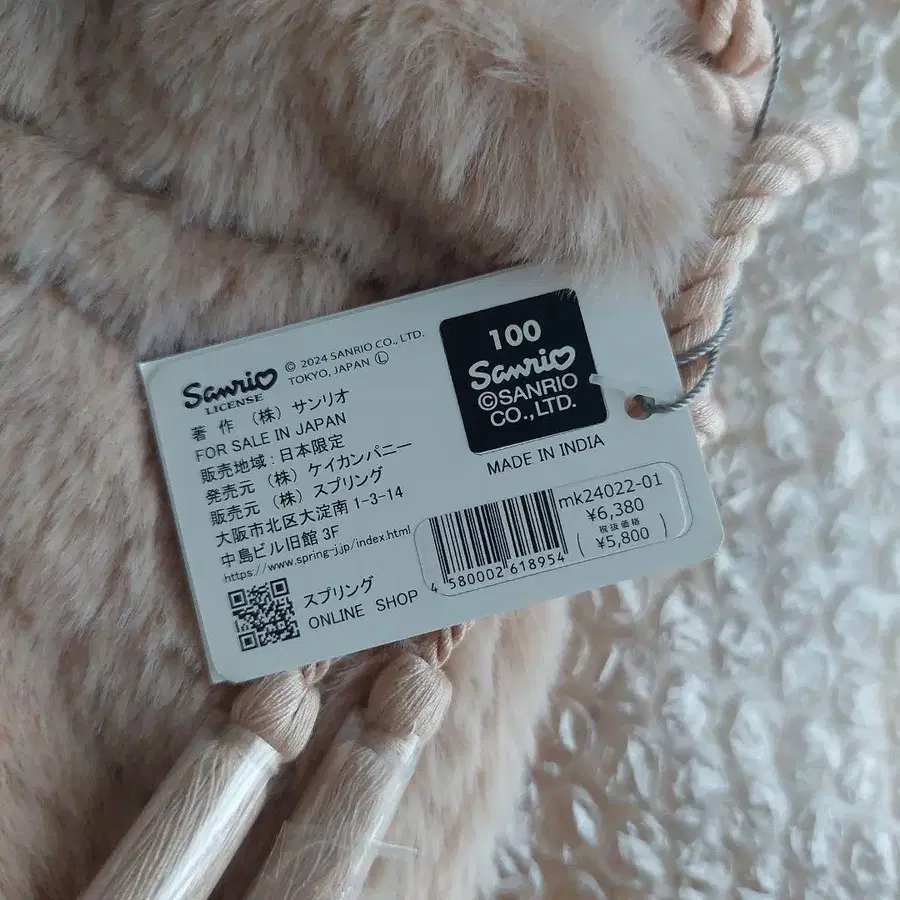 Sanrio
LICENSE
© 2024 SANRIO CO., LTD.
TOKYO, JAPAN Ⓛ
著 作 (株) サンリオ
FOR SALE IN JAPAN
販売地域:日本限定
発売元 (株) ケイカンパニー
販売元 (株) スプリング
大阪市北区大淀南 1-3-14
中島ビル旧館 3F
https://www.spring-jj.jp/index.html
スプリング
ONLINE SHOP
100
Sanrio
©SANRIO
CO.,LTD.
MADE IN INDIA
mk24022-01
¥6,380
税抜価格
( ¥5,800 )
4 580002 618954